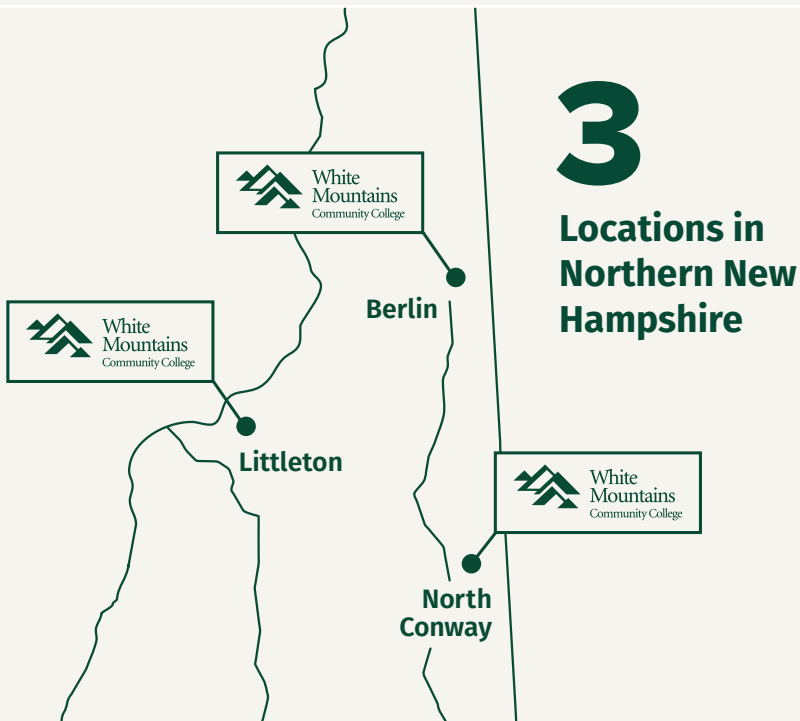 3
Locations in
Northern New
Hampshire
White
Mountains
Community College
Berlin
White
Mountains
Community College
Littleton
White
Mountains
Community College
North
Conway